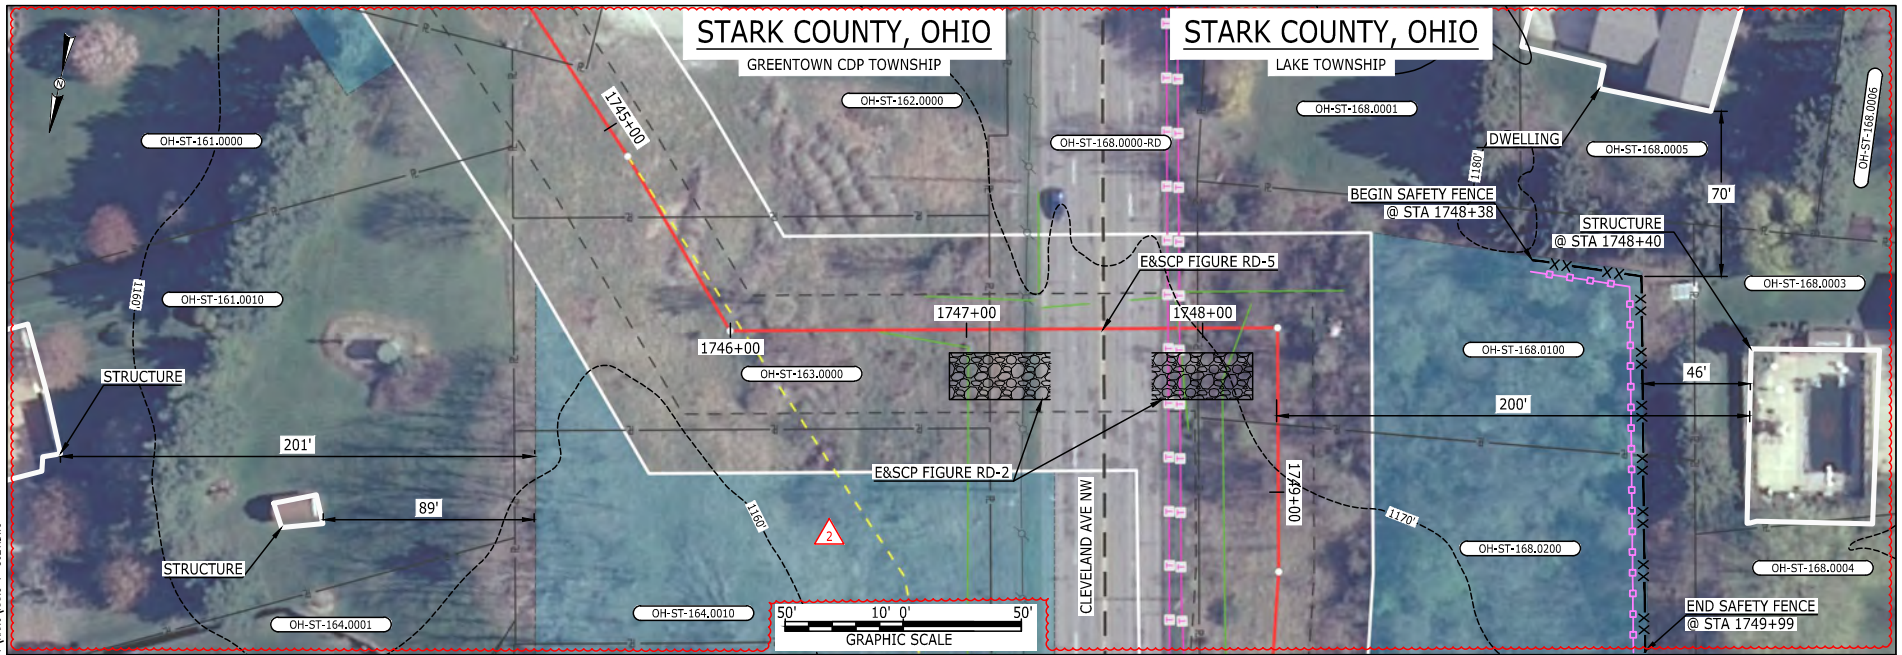 STARK COUNTY, OHIO
GREENTOWN CDP TOWNSHIP
STARK COUNTY, OHIO
LAKE TOWNSHIP
OH-ST-161.0000
1745+00
OH-ST-162.0000
OH-ST-168.0000-RD
OH-ST-168.0001
DWELLING
1180'
OH-ST-168.0005
OH-ST-168.0006
70'
BEGIN SAFETY FENCE
@ STA 1748+38
STRUCTURE
@ STA 1748+40
E&SCP FIGURE RD-5
1160'
OH-ST-161.0010
OH-ST-168.0003
1747+00
1748+00
1746+00
OH-ST-163.0000
OH-ST-168.0100
STRUCTURE
46'
200'
201'
E&SCP FIGURE RD-2
1749+00
89'
1160'
2
CLEVELAND AVE NW
1170'
OH-ST-168.0200
STRUCTURE
OH-ST-168.0004
OH-ST-164.0001
OH-ST-164.0010
50' 10' 0' 50'
GRAPHIC SCALE
END SAFETY FENCE
@ STA 1749+99